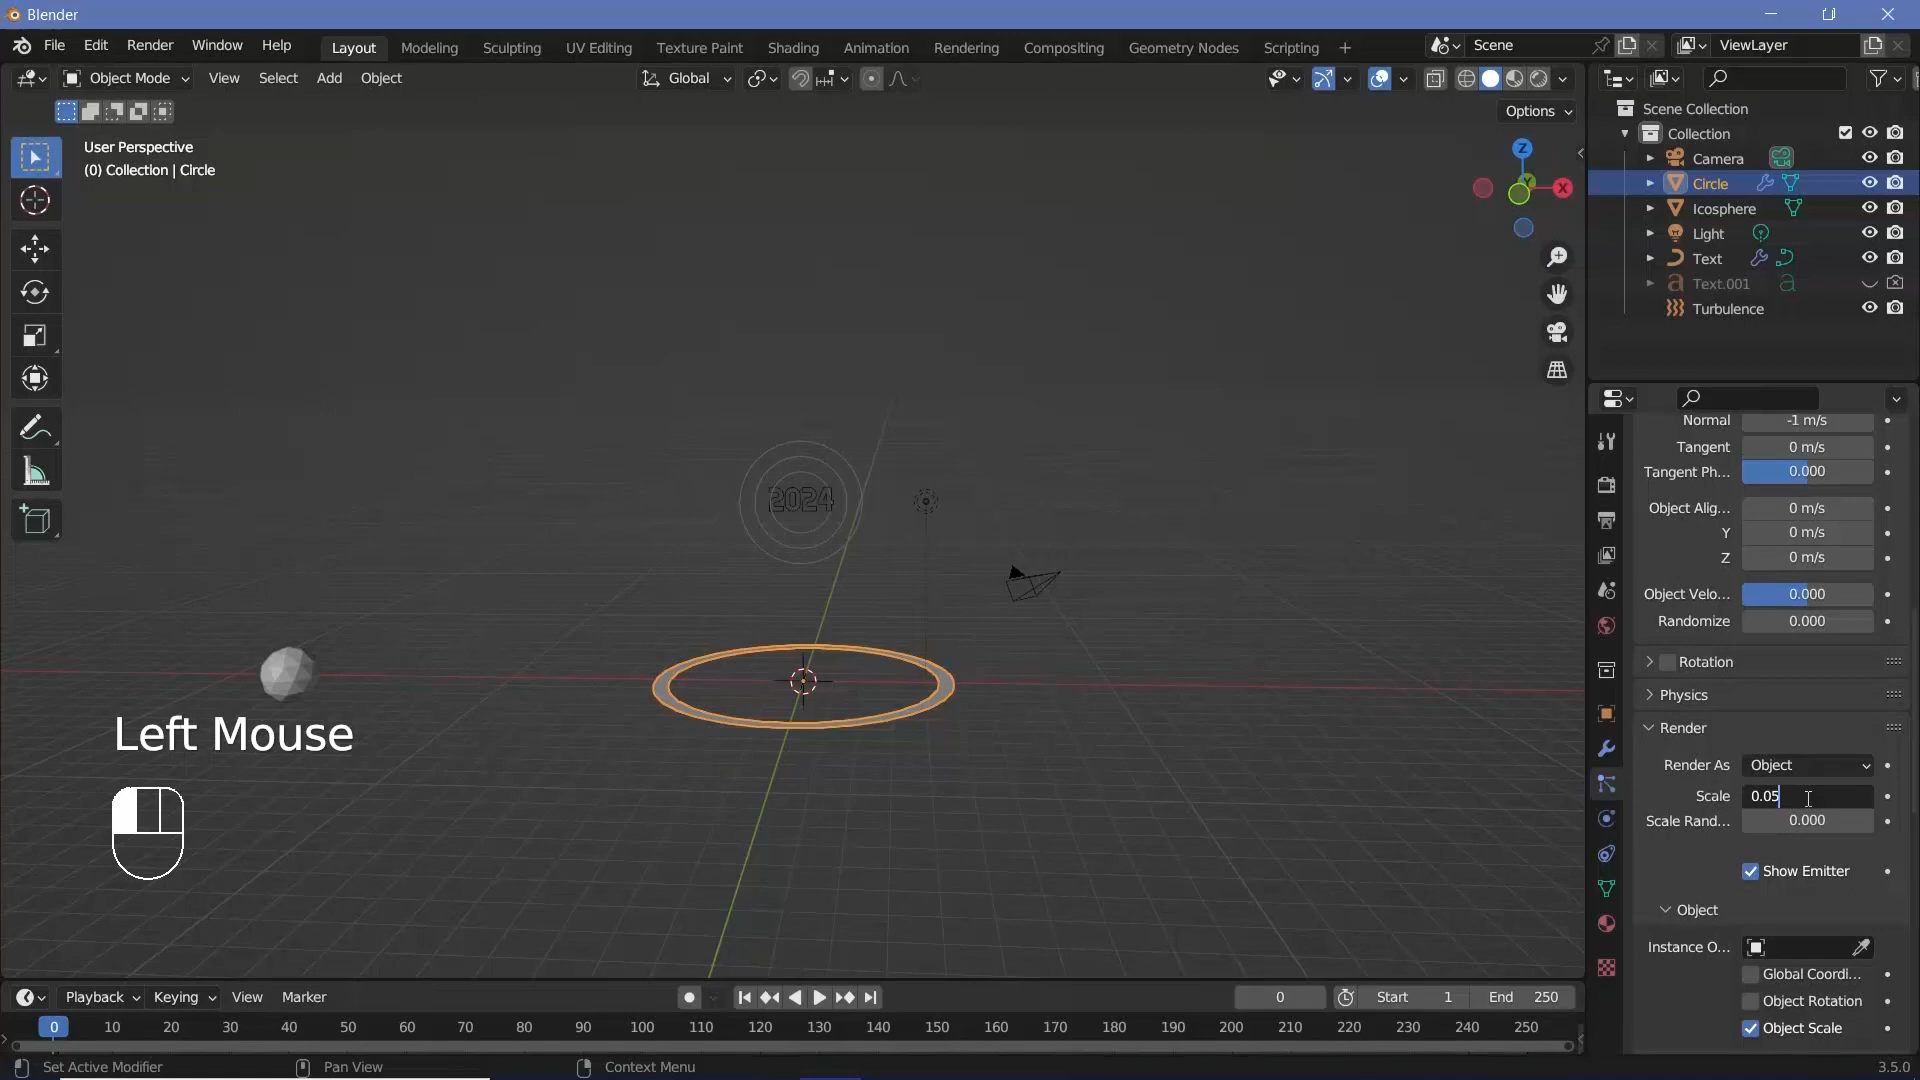 Blender
File Edit Render Window Help Layout Modeling Sculpting UV Editing Texture Paint Shading Animation Rendering Compositing Geometry Nodes Scripting + Scene ViewLayer
Object Mode View Select Add Object Global
Options
User Perspective
(0) Collection | Circle
Z
X
Scene Collection
Collection
Camera
Circle
Icosphere
Light
Text
Text.001
Turbulence
2024
Normal -1 m/s
Tangent 0 m/s
Tangent Ph... 0.000
Object Alig... 0 m/s
Y 0 m/s
Z 0 m/s
Object Velo... 0.000
Randomize 0.000
Rotation
Physics
Render
Render As Object
Scale 0.05
Scale Rand... 0.000
Show Emitter
Object
Instance O...
Global Coordi...
Object Rotation
Object Scale
Left Mouse
Playback Keying View Marker 0 Start 1 End 250
0 10 20 30 40 50 60 70 80 90 100 110 120 130 140 150 160 170 180 190 200 210 220 230 240 250
Set Active Modifier Pan View Context Menu 3.5.0